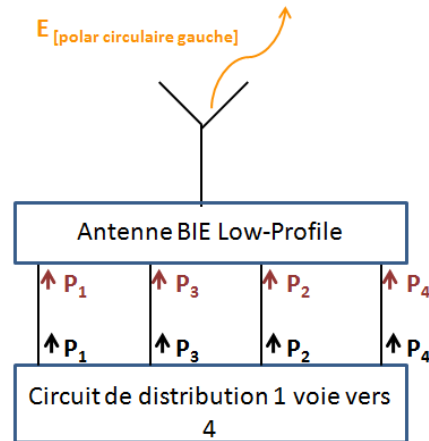 E [polar circulaire gauche]
Antenne BIE Low-Profile
P1 P3 P2 P4
P1 P3 P2 P4
Circuit de distribution 1 voie vers
4